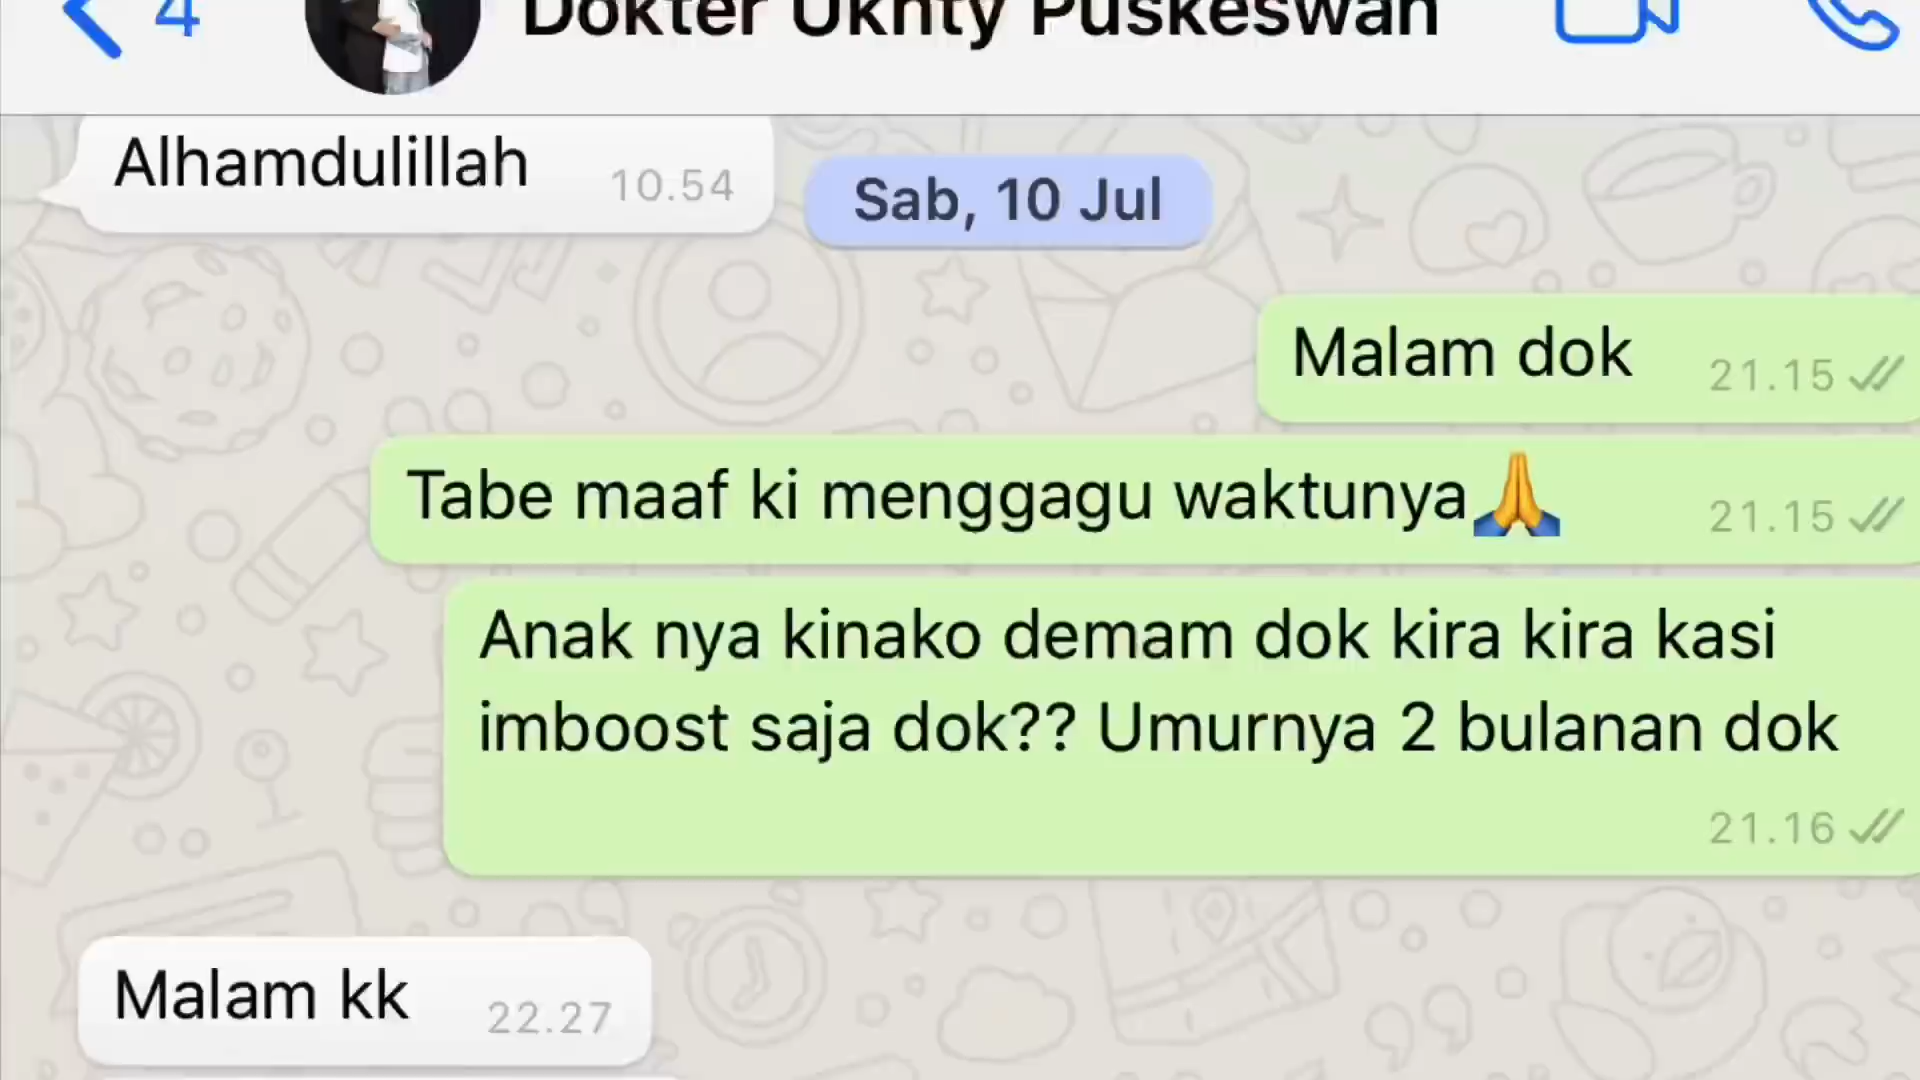 4
Dokter Ukhty Puskeswan
Alhamdulillah 10.54
Sab, 10 Jul
Malam dok 21.15
Tabe maaf ki menggagu waktunya🙏 21.15
Anak nya kinako demam dok kira kira kasi
imboost saja dok?? Umurnya 2 bulanan dok
21.16
Malam kk 22.27